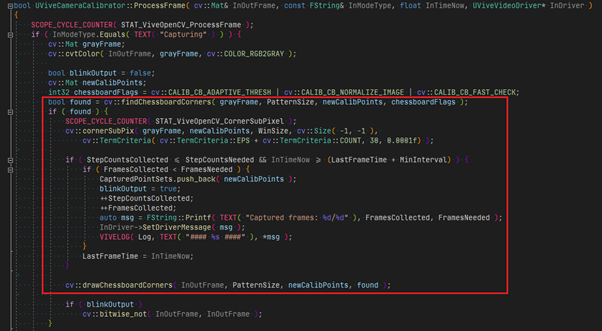 bool UViveCameraCalibrator::ProcessFrame( cv::Mat& InOutFrame, const FString& InModeType, float InTimeNow, UViveVideoDriver* InDriver )
{
SCOPE_CYCLE_COUNTER( STAT_ViveOpenCV_ProcessFrame );
if ( InModeType.Equals( TEXT( "Capturing" ) ) ) {
cv::Mat grayFrame;
cv::cvtColor( InOutFrame, grayFrame, cv::COLOR_RGB2GRAY );
bool blinkOutput = false;
cv::Mat newCalibPoints;
int32 chessboardFlags = cv::CALIB_CB_ADAPTIVE_THRESH | cv::CALIB_CB_NORMALIZE_IMAGE | cv::CALIB_CB_FAST_CHECK;
bool found = cv::findChessboardCorners( grayFrame, PatternSize, newCalibPoints, chessboardFlags );
if ( found ) {
SCOPE_CYCLE_COUNTER( STAT_ViveOpenCV_CornerSubPixel );
cv::cornerSubPix( grayFrame, newCalibPoints, WinSize, cv::Size( -1, -1 ),
cv::TermCriteria( cv::TermCriteria::EPS + cv::TermCriteria::COUNT, 30, 0.0001f) );
if ( StepCountsCollected ≤ StepCountsNeeded && InTimeNow ≥ (LastFrameTime + MinInterval) ) {
if ( FramesCollected < FramesNeeded ) {
CapturedPointSets.push_back( newCalibPoints );
blinkOutput = true;
++StepCountsCollected;
++FramesCollected;
auto msg = FString::Printf( TEXT( "Captured frames: %d/%d" ), FramesCollected, FramesNeeded );
InDriver->SetDriverMessage( msg );
VIVELOG( Log, TEXT( "#### %s ####" ), *msg );
}
LastFrameTime = InTimeNow;
}
cv::drawChessboardCorners( InOutFrame, PatternSize, newCalibPoints, found );
if ( blinkOutput )
cv::bitwise_not( InOutFrame, InOutFrame );
}